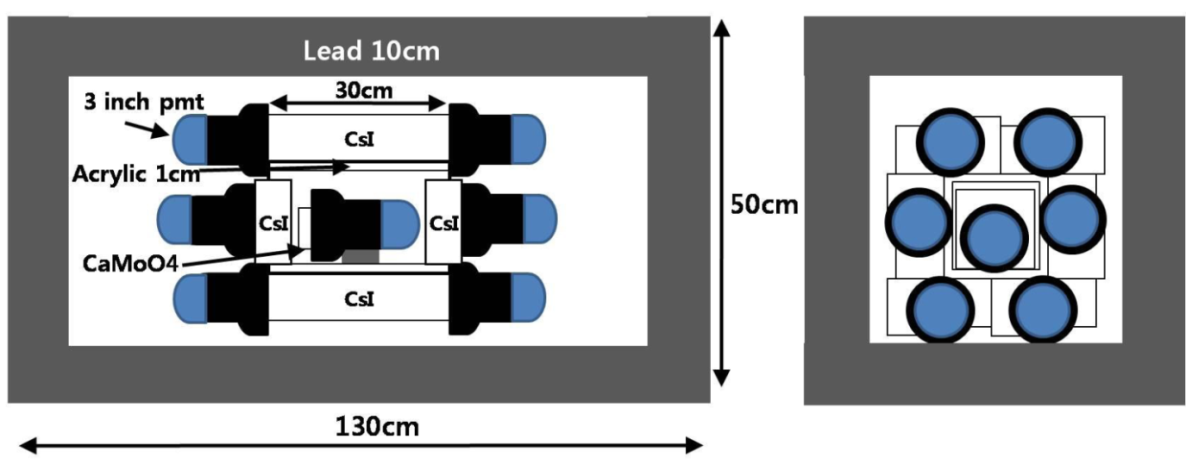 Lead 10cm
3 inch pmt
30cm
CsI
Acrylic 1cm
CsI
CsI
CaMoO4
CsI
50cm
130cm